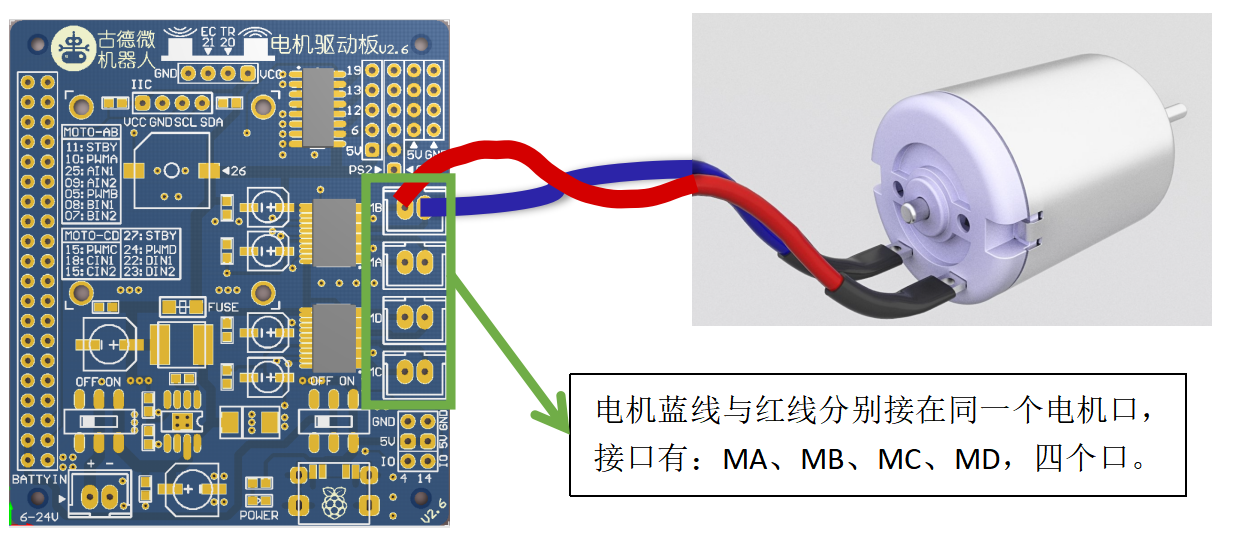 古德微
机器人
EC TR
21 20
电机驱动板V2.6
GND
VCC
IIC
VCC GND SCL SDA
19
13
12
6
5V
5V GND
PS2
MOTO-AB
11:STBY
10:PWMA
25:AIN1
09:AIN2
05:PWMB
08:BIN1
07:BIN2
26
MB
MA
MD
MC
MOTO-CD
15:PWMC
18:CIN1
15:CIN2
27:STBY
24:PWMD
22:DIN1
23:DIN2
FUSE
OFF ON
OFF ON
GND
5V
IO
GND
5V
IO
4 14
BATTYIN
+ -
6-24V
POWER
V2.6
电机蓝线与红线分别接在同一个电机口，
接口有：MA、MB、MC、MD，四个口。